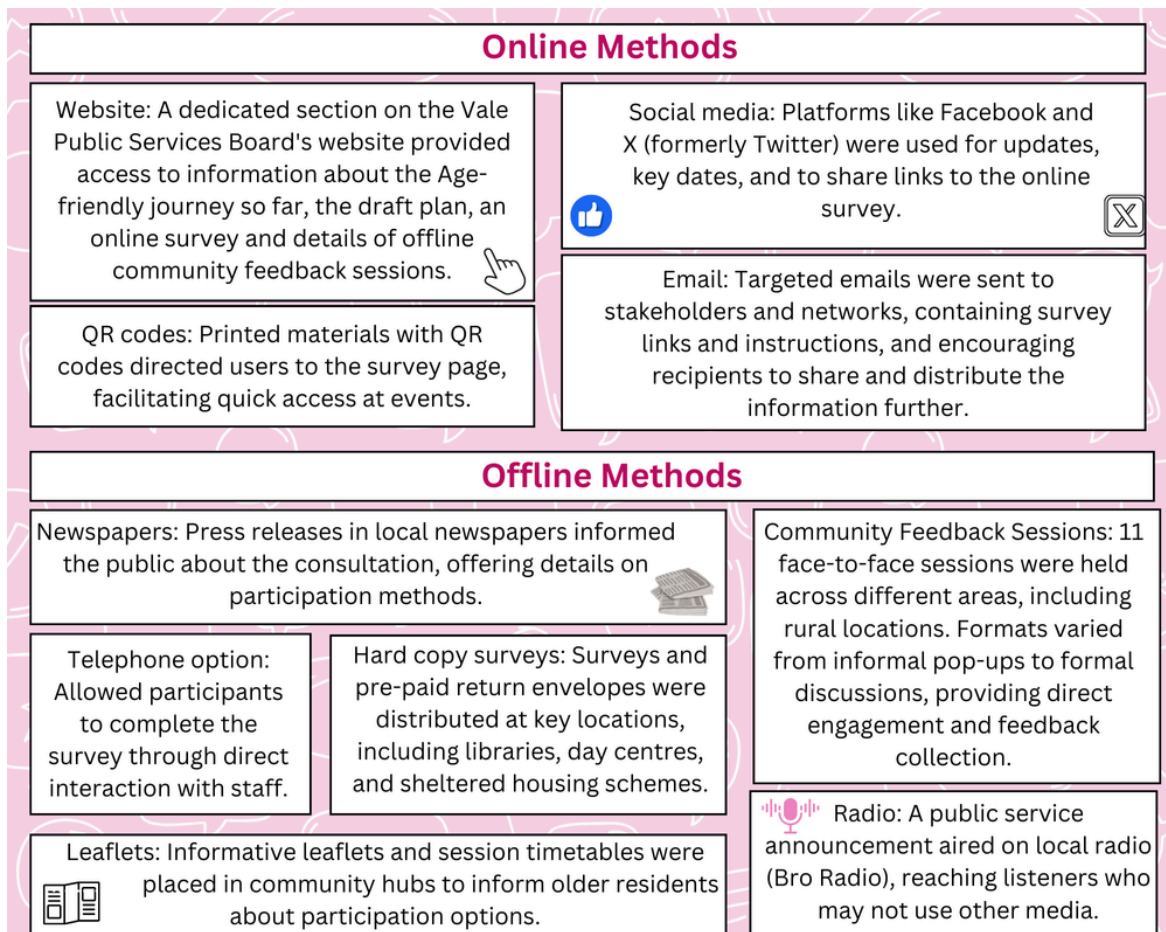 Online Methods
Website: A dedicated section on the Vale
Public Services Board's website provided
access to information about the Age-
friendly journey so far, the draft plan, an
online survey and details of offline
community feedback sessions.
Social media: Platforms like Facebook and
X (formerly Twitter) were used for updates,
key dates, and to share links to the online
survey.
QR codes: Printed materials with QR
codes directed users to the survey page,
facilitating quick access at events.
Email: Targeted emails were sent to
stakeholders and networks, containing survey
links and instructions, and encouraging
recipients to share and distribute the
information further.
Offline Methods
Newspapers: Press releases in local newspapers informed
the public about the consultation, offering details on
participation methods.
Community Feedback Sessions: 11
face-to-face sessions were held
across different areas, including
rural locations. Formats varied
from informal pop-ups to formal
discussions, providing direct
engagement and feedback
collection.
Telephone option:
Allowed participants
to complete the
survey through direct
interaction with staff.
Hard copy surveys: Surveys and
pre-paid return envelopes were
distributed at key locations,
including libraries, day centres,
and sheltered housing schemes.
Radio: A public service
announcement aired on local radio
(Bro Radio), reaching listeners who
may not use other media.
Leaflets: Informative leaflets and session timetables were
placed in community hubs to inform older residents
about participation options.